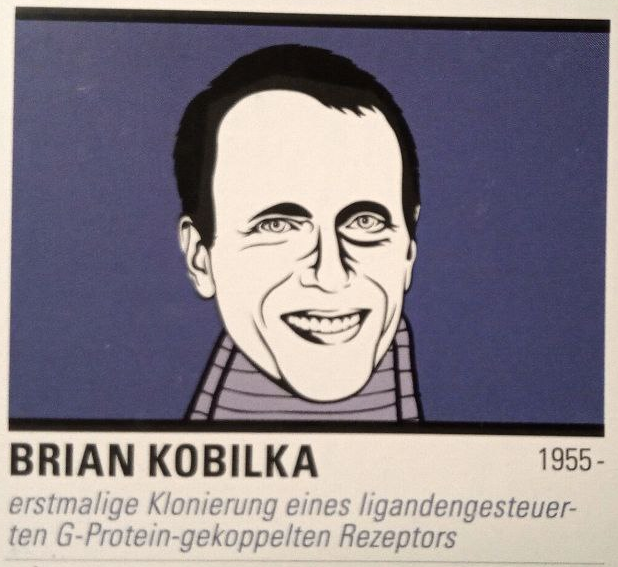 BRIAN KOBILKA 1955 -
erstmalige Klonierung eines ligandengesteuer-
ten G-Protein-gekoppelten Rezeptors